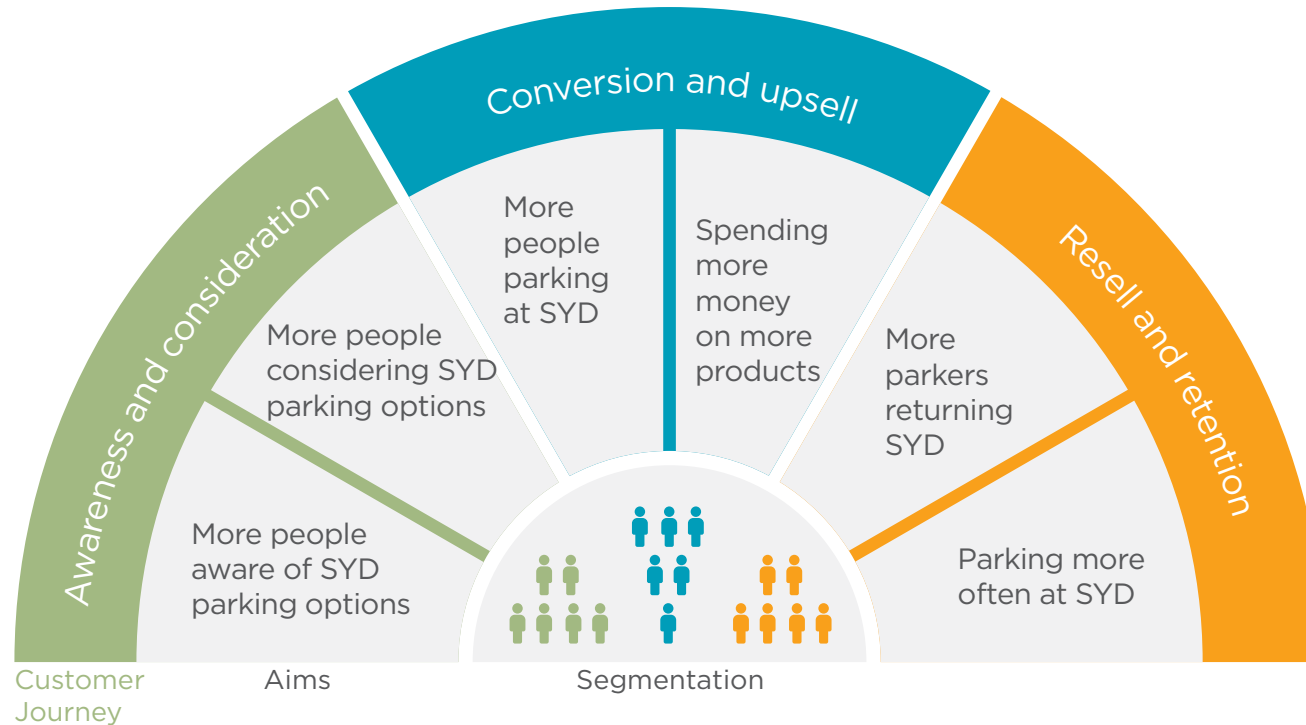 Awareness and consideration
Conversion and upsell
Resell and retention
More people
aware of SYD
parking options
More people
considering SYD
parking options
More
people
parking
at SYD
Spending
more
money
on more
products
More
parkers
returning
SYD
Parking more
often at SYD
Customer
Journey
Aims
Segmentation